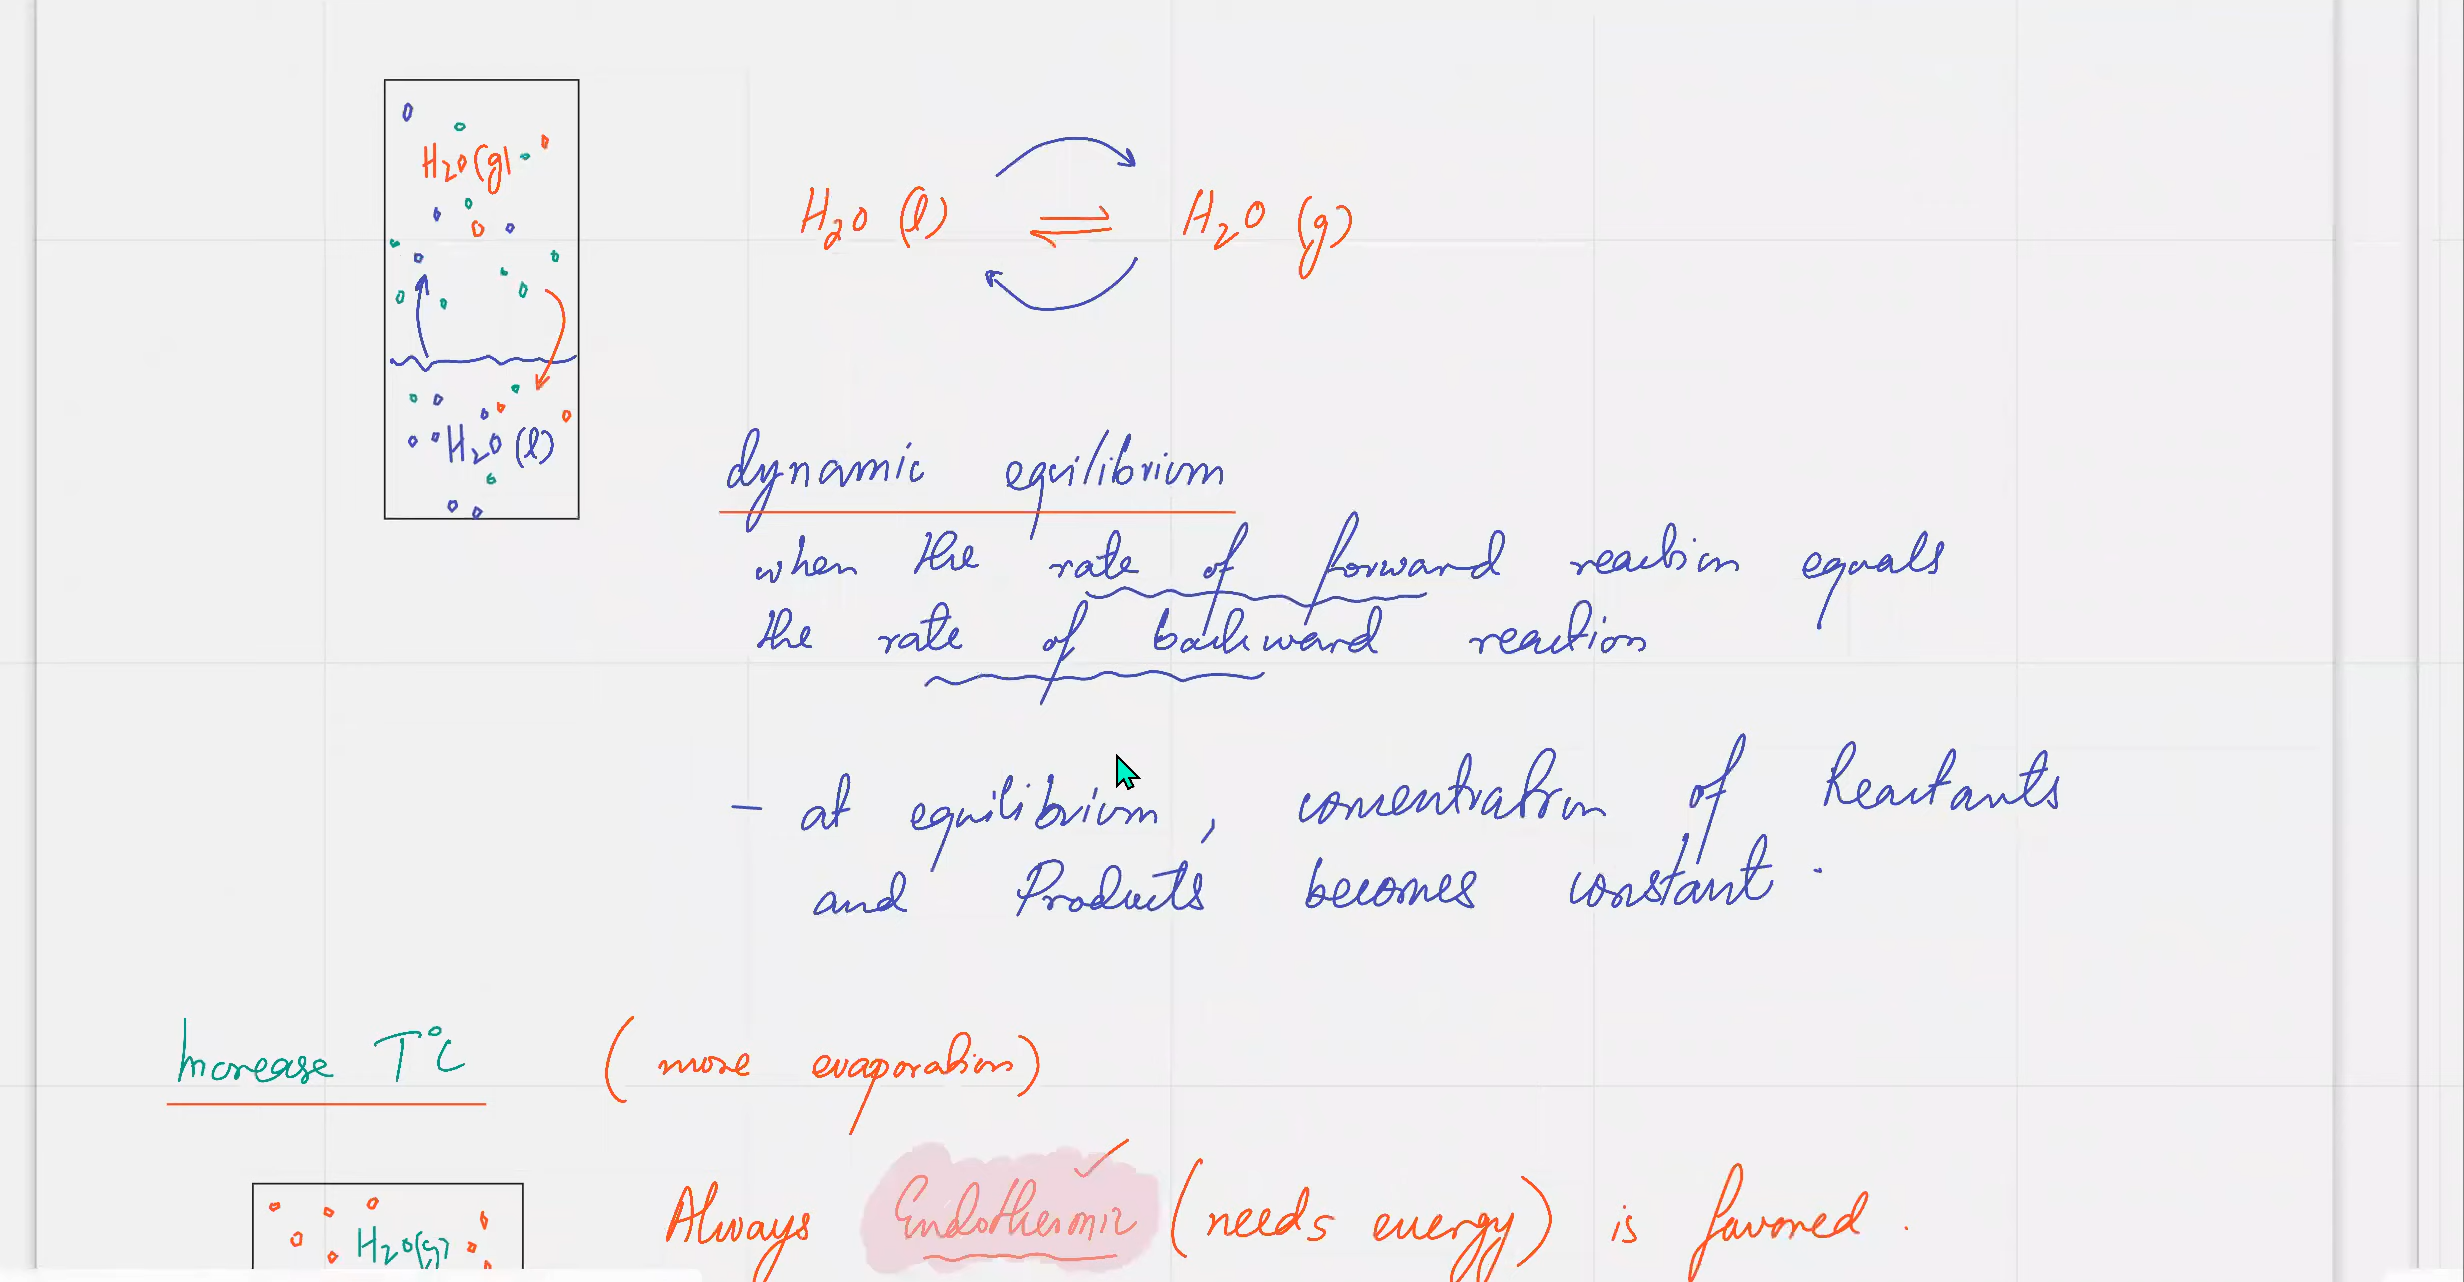 H₂O(g)
H₂O (l) ⇌ H₂O (g)
H₂O (l)
dynamic equilibrium
when the rate of forward reaction equals
the rate of backward reaction
– at equilibrium, concentration of Reactants
and Products becomes constant.
Increase T°C (more evaporation)
Always Endothermic (needs energy) is favored.
H₂O(g)